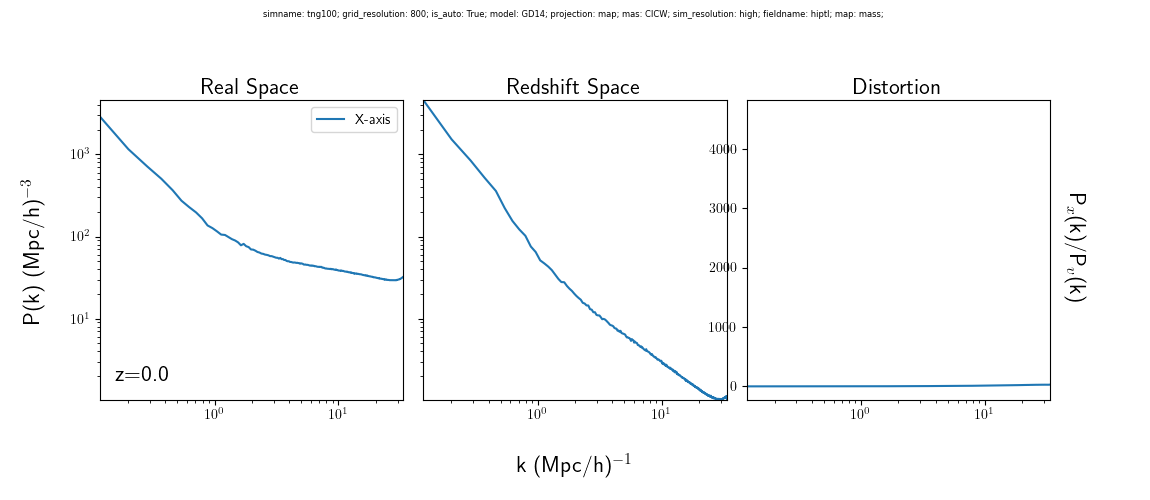 simname: tng100; grid_resolution: 800; is_auto: True; model: GD14; projection: map; mas: CICW; sim_resolution: high; fieldname: hiptl; map: mass;
Real Space
Redshift Space
Distortion
X-axis
P(k) (Mpc/h)⁻³
10³
10²
10¹
z=0.0
10⁰
10¹
10⁰
10¹
4000
3000
2000
1000
0
10⁰
10¹
Pₓ(k)/Pᵥ(k)
k (Mpc/h)⁻¹